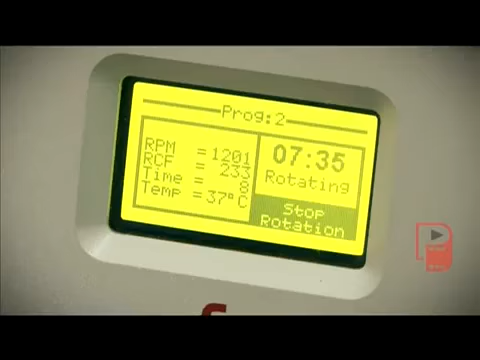 Prog:2
RPM = 1201
RCF = 233
Time = 8
Temp = 37°C
07:35
Rotating
Stop
Rotation